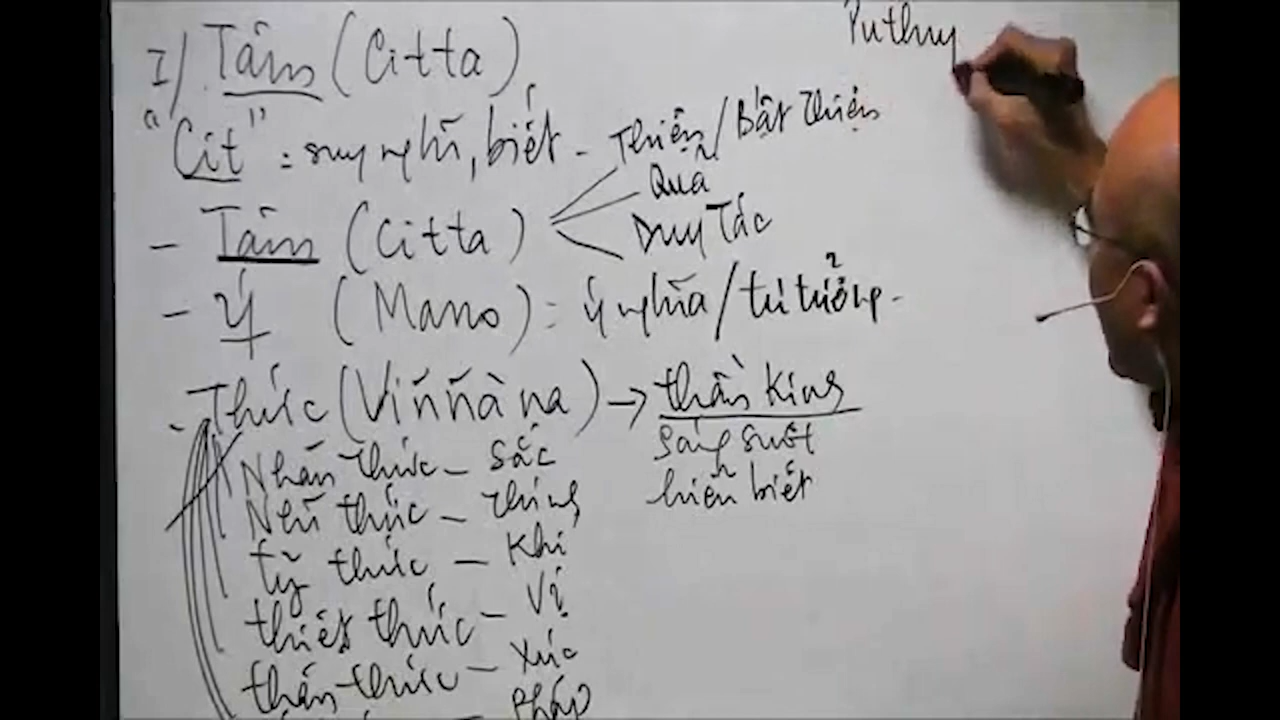 Puthuj
I/ Tâm (Citta)
"Cit" = suy nghĩ, biết - Thiện / Bất Thiện
Quả
- Tâm (Citta)
Duy Tác
- Ý (Mano) = ý nghĩa / tư tưởng -
- Thức (Viññāna) → thần kinh
sáng suốt
hiểu biết
Nhãn thức - Sắc
Nhĩ thức - thinh
tỷ thức - Khí
thiệt thức - Vị
thân thức - Xúc
Pháp